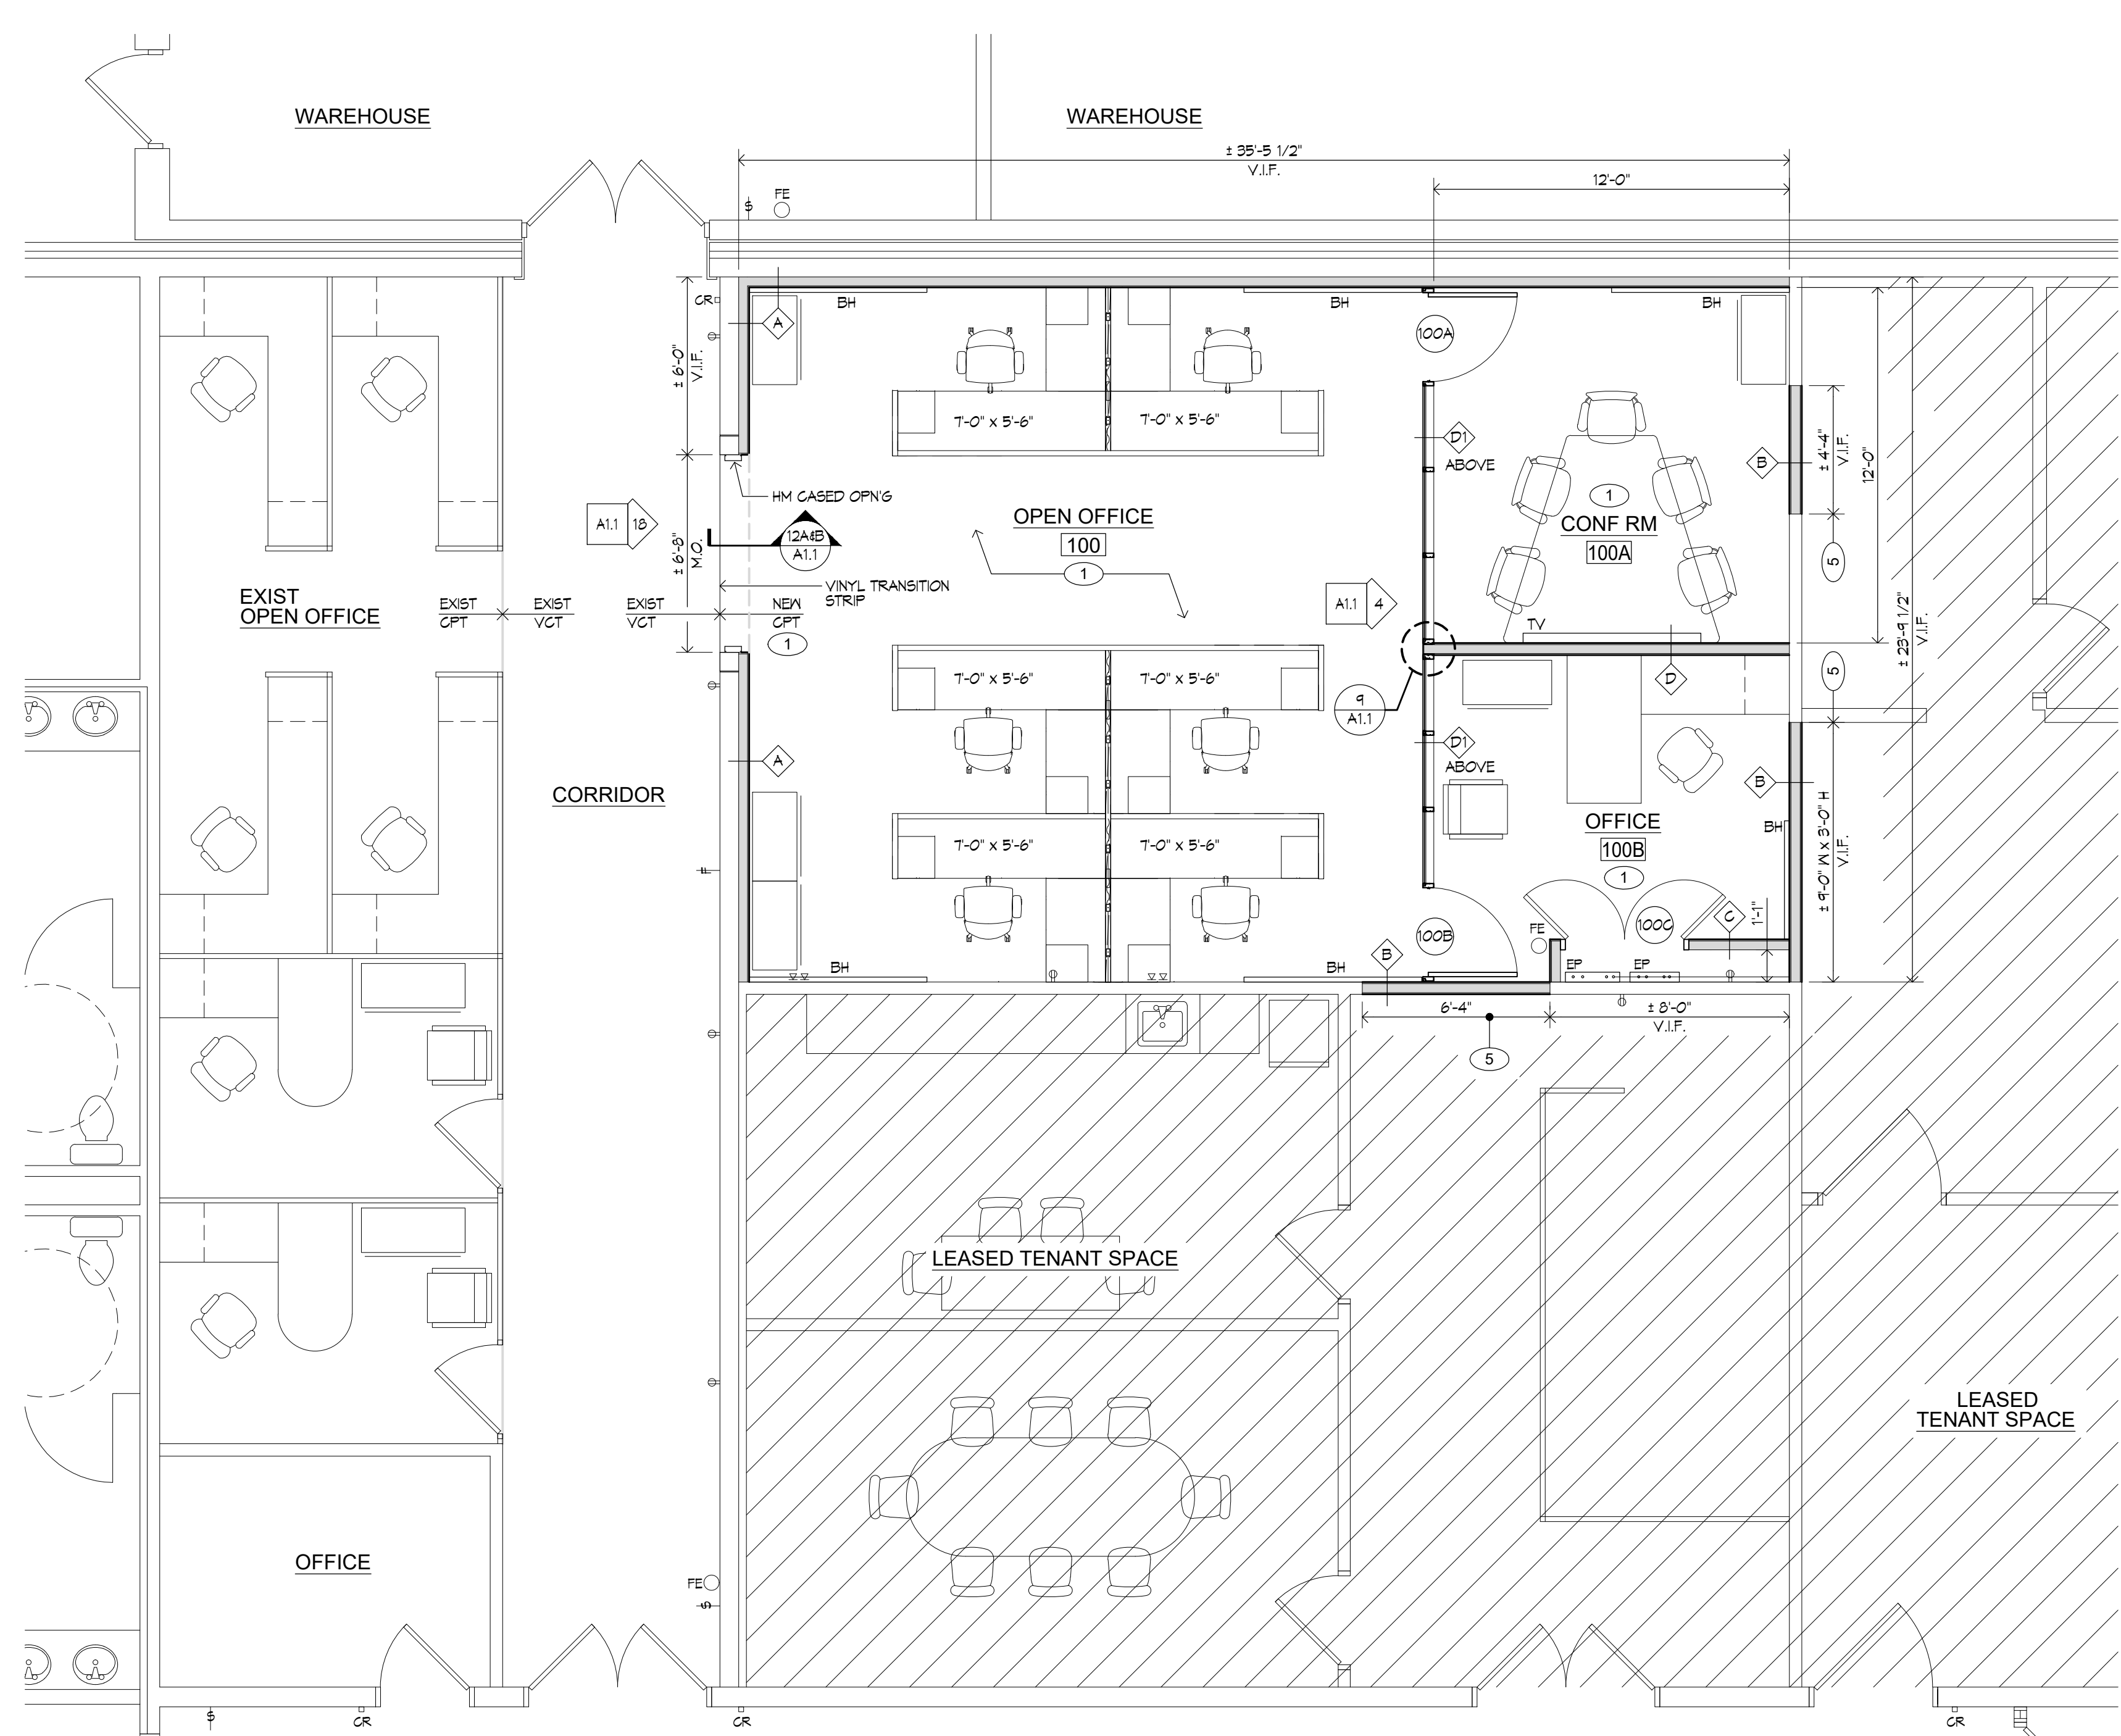 WAREHOUSE
WAREHOUSE
± 35'-5 1/2"
V.I.F.
12'-0"
FE
$
CR
BH
BH
BH
A
100A
± 6'-0"
V.I.F.
7'-0" x 5'-6"
7'-0" x 5'-6"
D1
ABOVE
B
± 4'-4"
V.I.F.
12'-0"
HM CASED OPN'G
A1.1
18
12A&B
A1.1
OPEN OFFICE
100
1
1
CONF RM
100A
5
± 6'-8"
M.O.
VINYL TRANSITION
STRIP
EXIST
OPEN OFFICE
EXIST
CPT
EXIST
VCT
EXIST
VCT
NEW
CPT
1
A1.1
4
TV
± 23'-9 1/2"
V.I.F.
5
7'-0" x 5'-6"
7'-0" x 5'-6"
D
9
A1.1
D1
ABOVE
A
B
CORRIDOR
OFFICE
100B
1
BH
± 9'-0" W x 3'-0" H
V.I.F.
7'-0" x 5'-6"
7'-0" x 5'-6"
100C
C
1'-1"
100B
FE
B
EP
EP
BH
BH
6'-4"
± 8'-0"
V.I.F.
5
LEASED TENANT SPACE
LEASED
TENANT SPACE
OFFICE
FE
$
$
CR
CR
CR